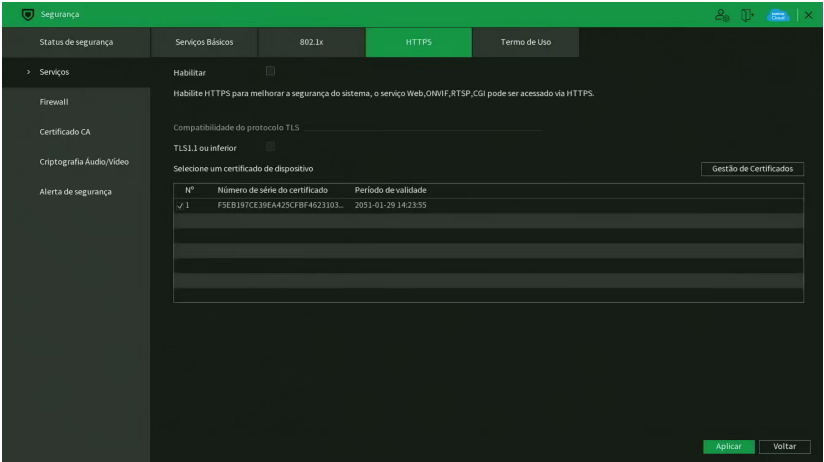 Segurança
Cloud
Status de segurança
Serviços Básicos
802.1x
HTTPS
Termo de Uso
> Serviços
Firewall
Certificado CA
Criptografia Áudio/Vídeo
Alerta de segurança
Habilitar
Habilite HTTPS para melhorar a segurança do sistema, o serviço Web,ONVIF,RTSP,CGI pode ser acessado via HTTPS.
Compatibilidade do protocolo TLS
TLS1.1 ou inferior
Selecione um certificado de dispositivo
Gestão de Certificados
Nº Número de série do certificado Período de validade
1 F5EB197CE39EA425CFBF4623103... 2051-01-29 14:23:55
Aplicar
Voltar